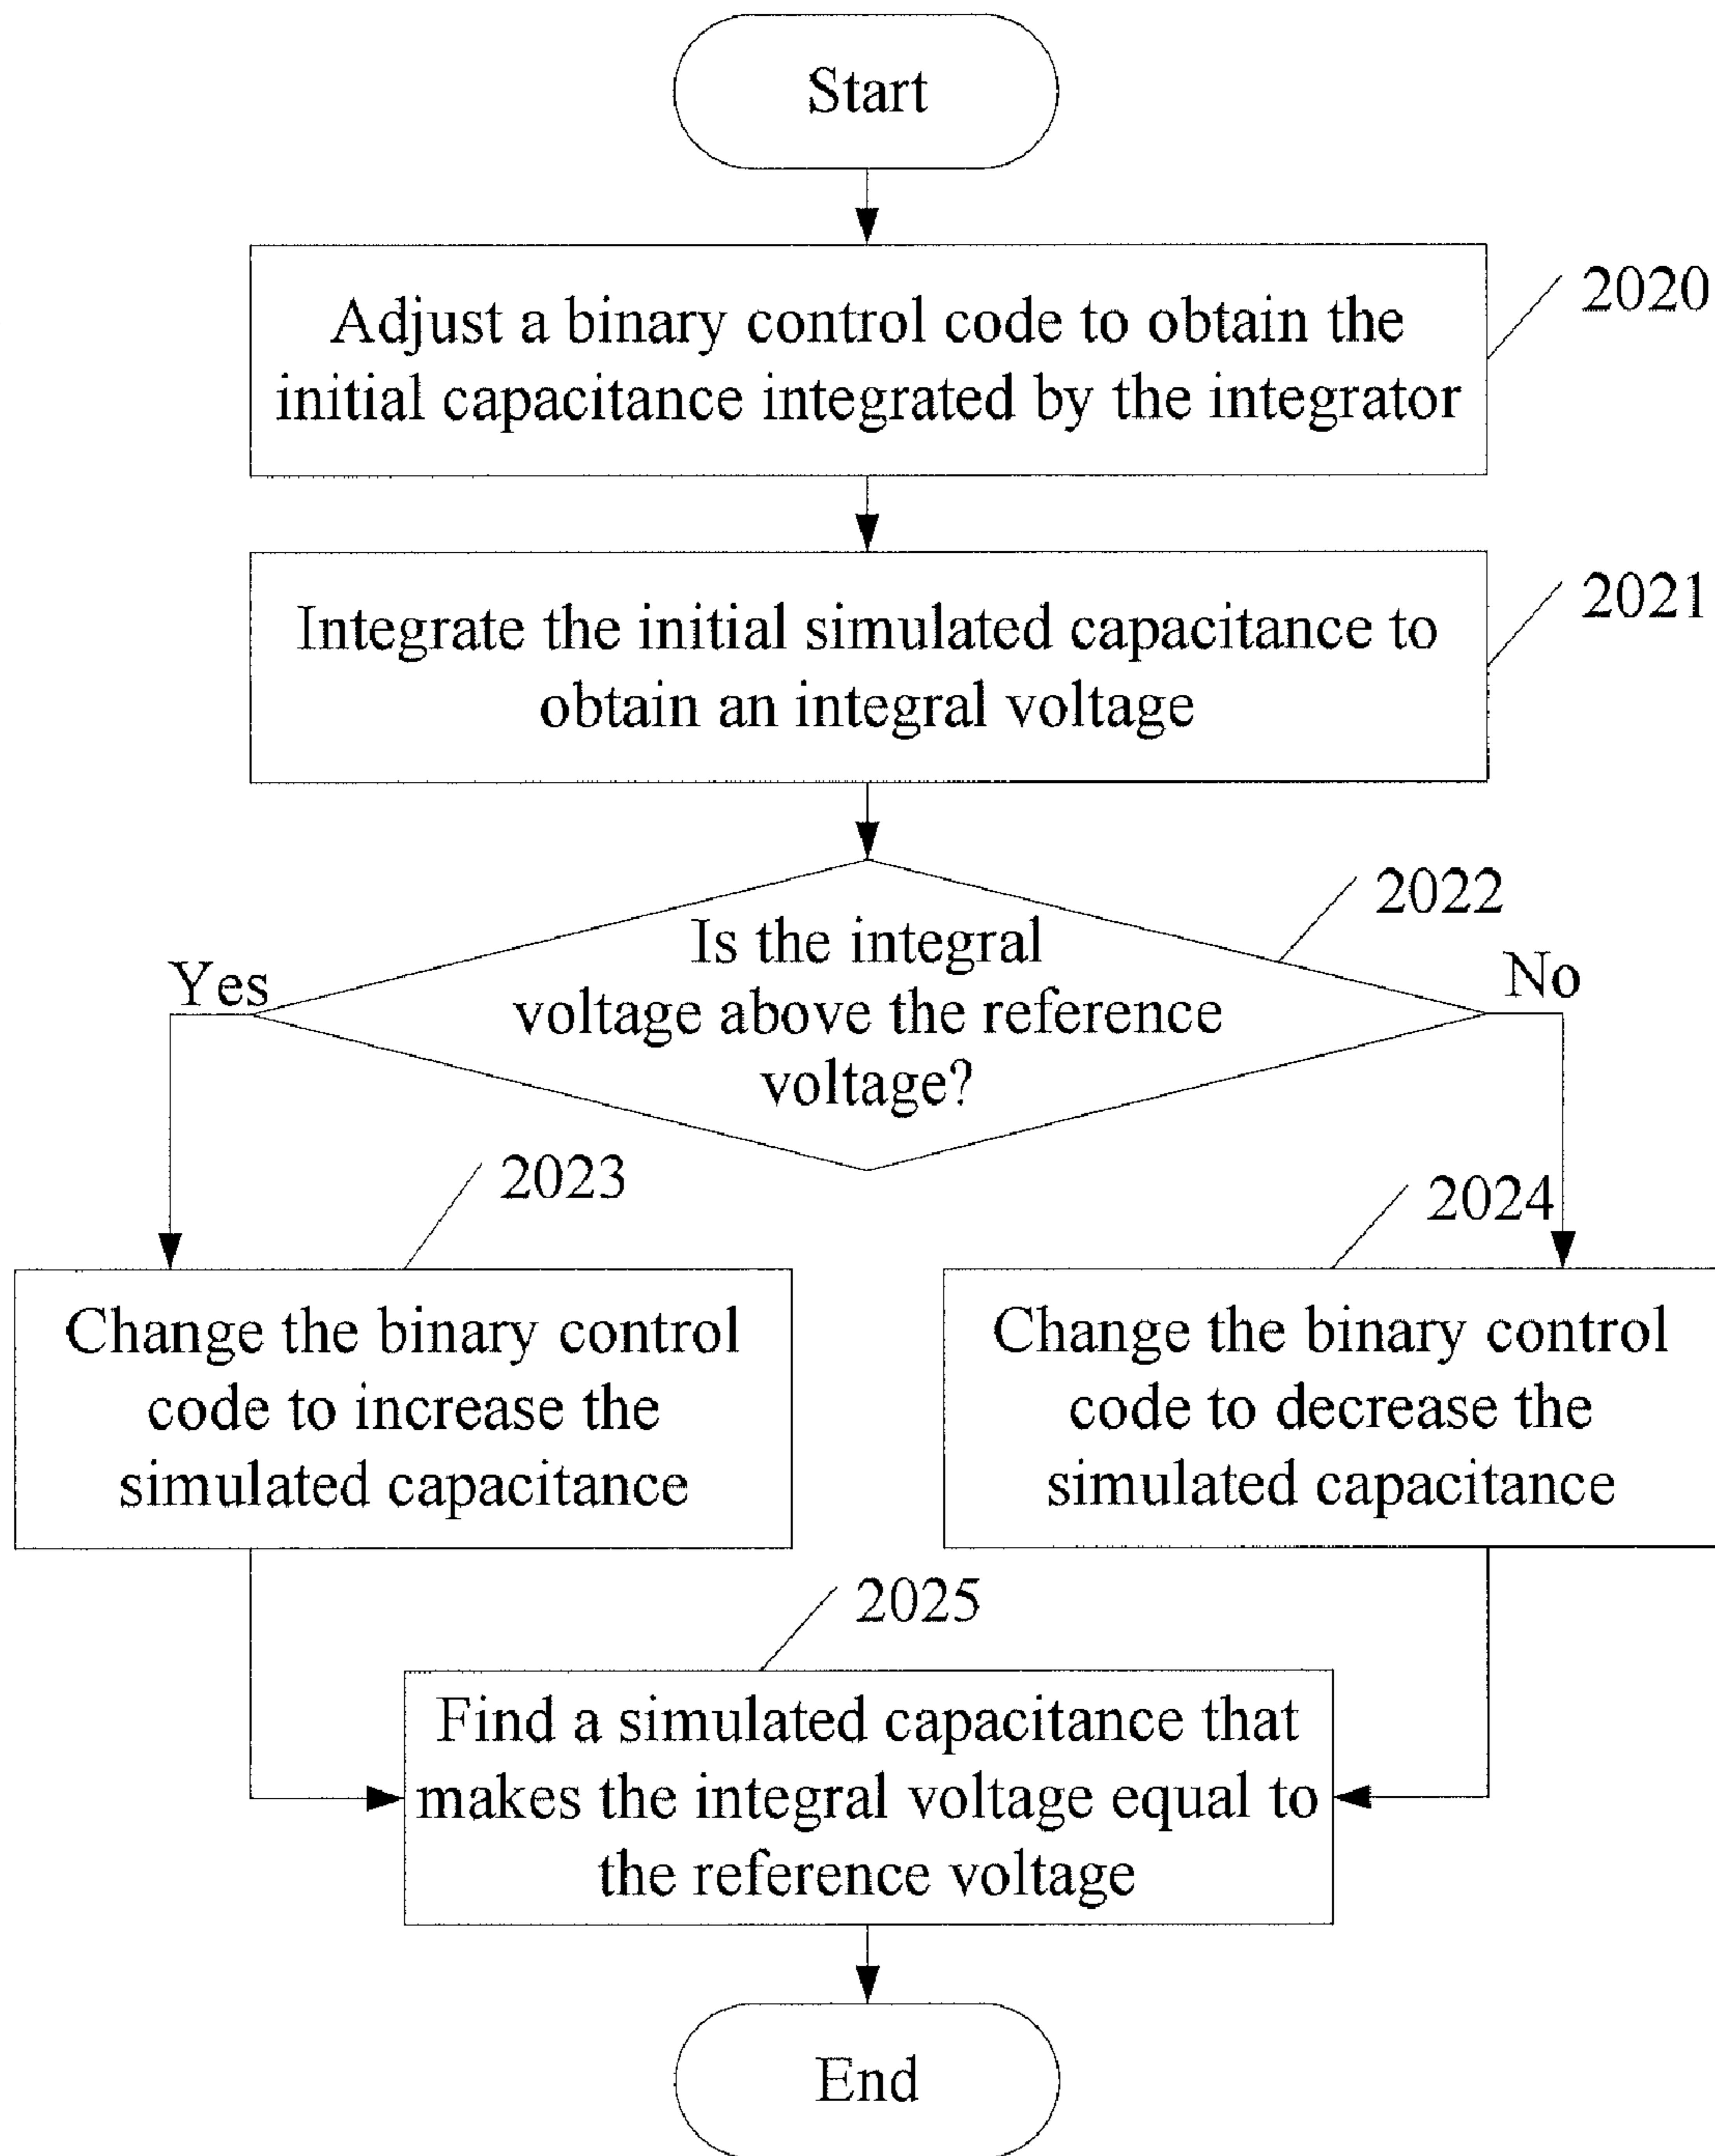 Start
Adjust a binary control code to obtain the
initial capacitance integrated by the integrator
2020
Integrate the initial simulated capacitance to
obtain an integral voltage
2021
Is the integral
voltage above the reference
voltage?
2022
Yes
No
2023
Change the binary control
code to increase the
simulated capacitance
2024
Change the binary control
code to decrease the
simulated capacitance
2025
Find a simulated capacitance that
makes the integral voltage equal to
the reference voltage
End